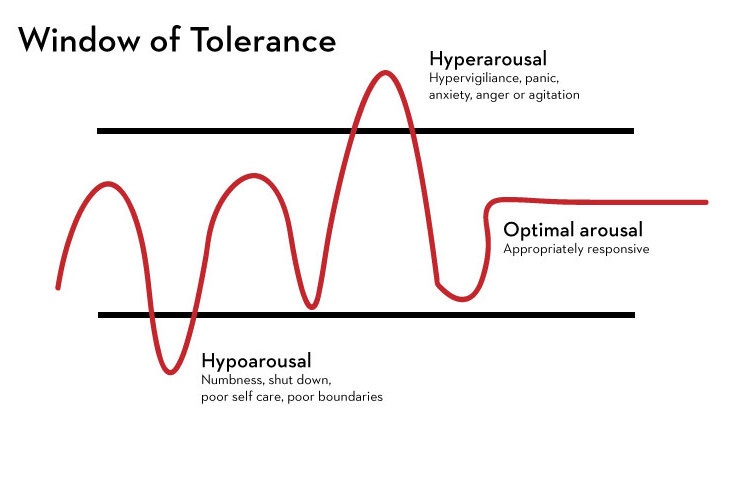 Window of Tolerance
Hyperarousal
Hypervigiliance, panic,
anxiety, anger or agitation
Optimal arousal
Appropriately responsive
Hypoarousal
Numbness, shut down,
poor self care, poor boundaries